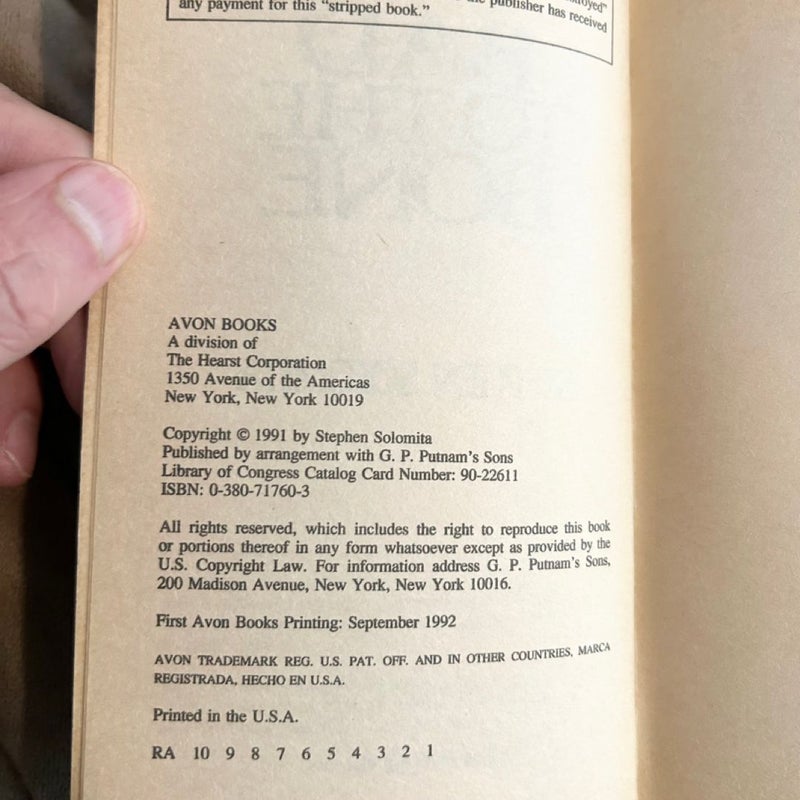 destroyed"
any payment for this "stripped book." the publisher has received
AVON BOOKS
A division of
The Hearst Corporation
1350 Avenue of the Americas
New York, New York 10019
Copyright © 1991 by Stephen Solomita
Published by arrangement with G. P. Putnam's Sons
Library of Congress Catalog Card Number: 90-22611
ISBN: 0-380-71760-3
All rights reserved, which includes the right to reproduce this book
or portions thereof in any form whatsoever except as provided by the
U.S. Copyright Law. For information address G. P. Putnam's Sons,
200 Madison Avenue, New York, New York 10016.
First Avon Books Printing: September 1992
AVON TRADEMARK REG. U.S. PAT. OFF. AND IN OTHER COUNTRIES, MARCA
REGISTRADA, HECHO EN U.S.A.
Printed in the U.S.A.
RA 10 9 8 7 6 5 4 3 2 1